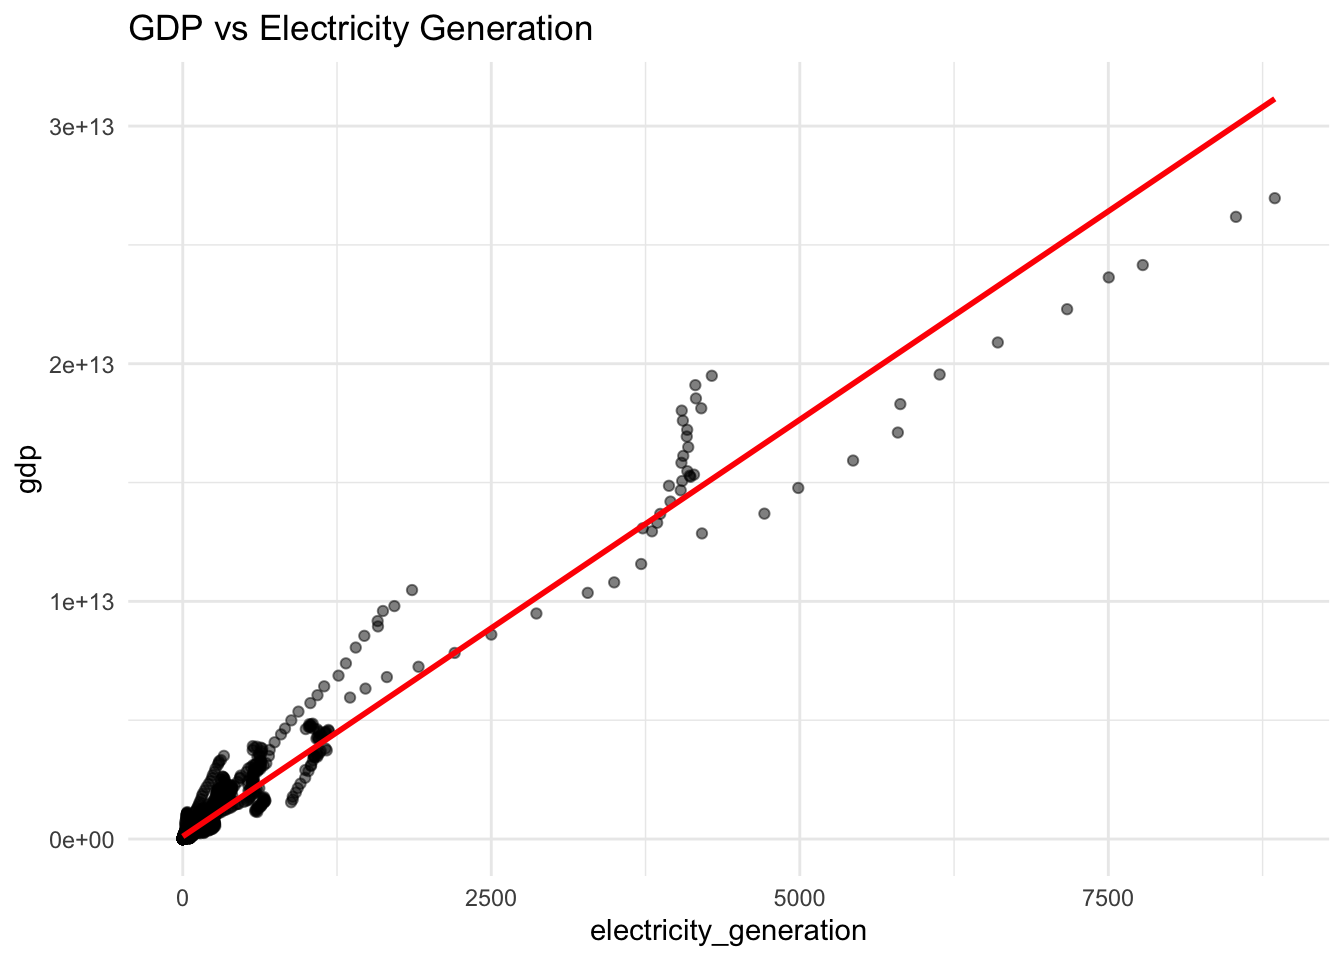 GDP vs Electricity Generation
3e+13
2e+13
1e+13
0e+00
gdp
0
2500
5000
7500
electricity_generation